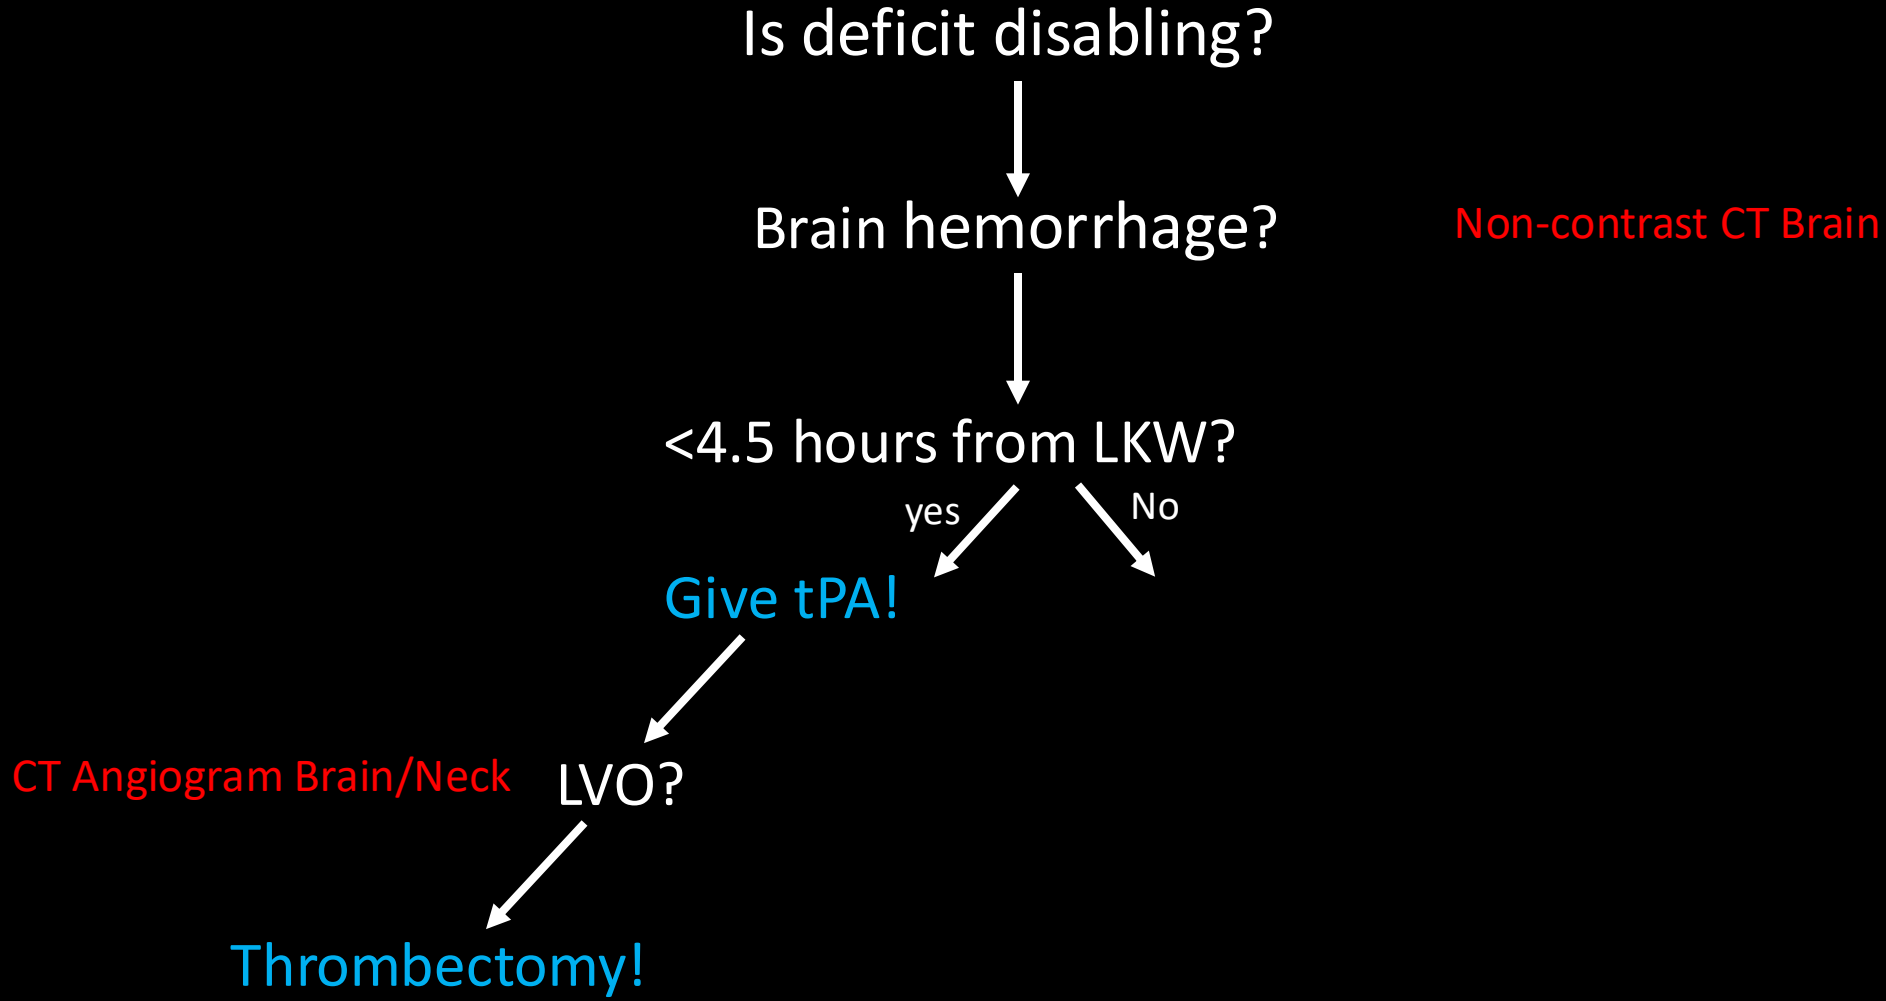 Is deficit disabling?
Brain hemorrhage?
Non-contrast CT Brain
<4.5 hours from LKW?
yes
No
Give tPA!
CT Angiogram Brain/Neck
LVO?
Thrombectomy!